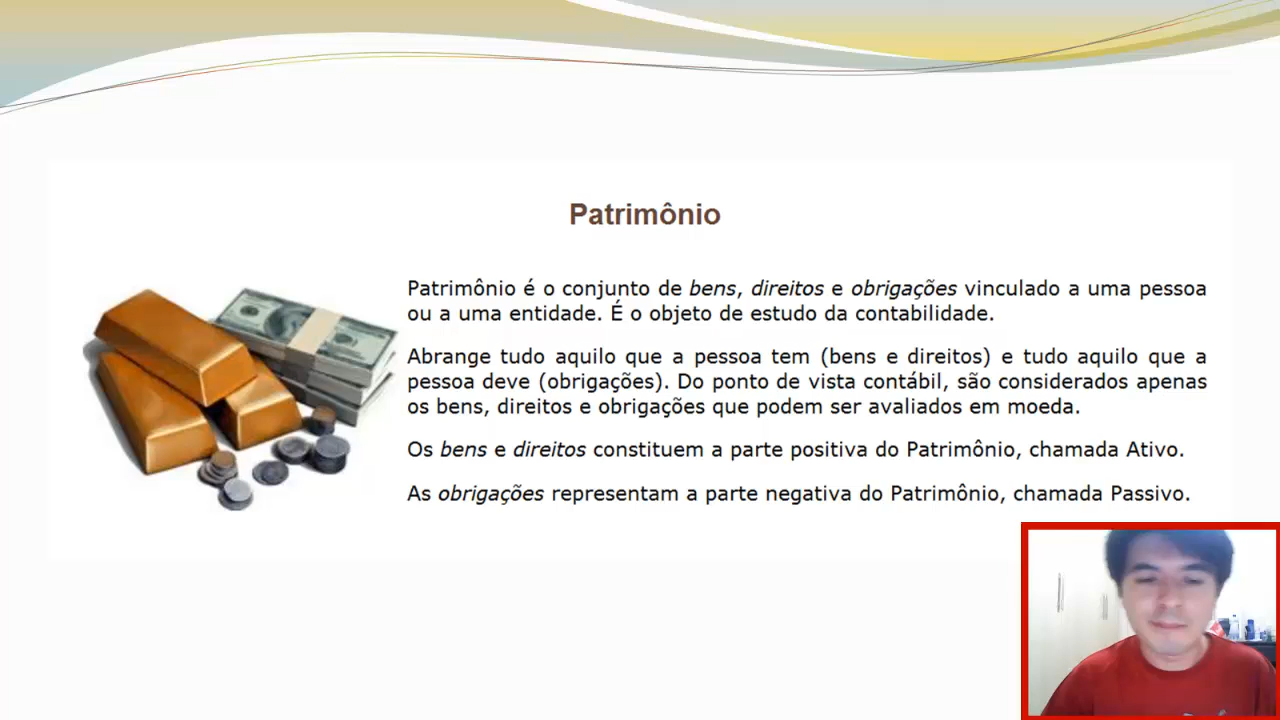 Patrimônio
Patrimônio é o conjunto de bens, direitos e obrigações vinculado a uma pessoa
ou a uma entidade. É o objeto de estudo da contabilidade.
Abrange tudo aquilo que a pessoa tem (bens e direitos) e tudo aquilo que a
pessoa deve (obrigações). Do ponto de vista contábil, são considerados apenas
os bens, direitos e obrigações que podem ser avaliados em moeda.
Os bens e direitos constituem a parte positiva do Patrimônio, chamada Ativo.
As obrigações representam a parte negativa do Patrimônio, chamada Passivo.